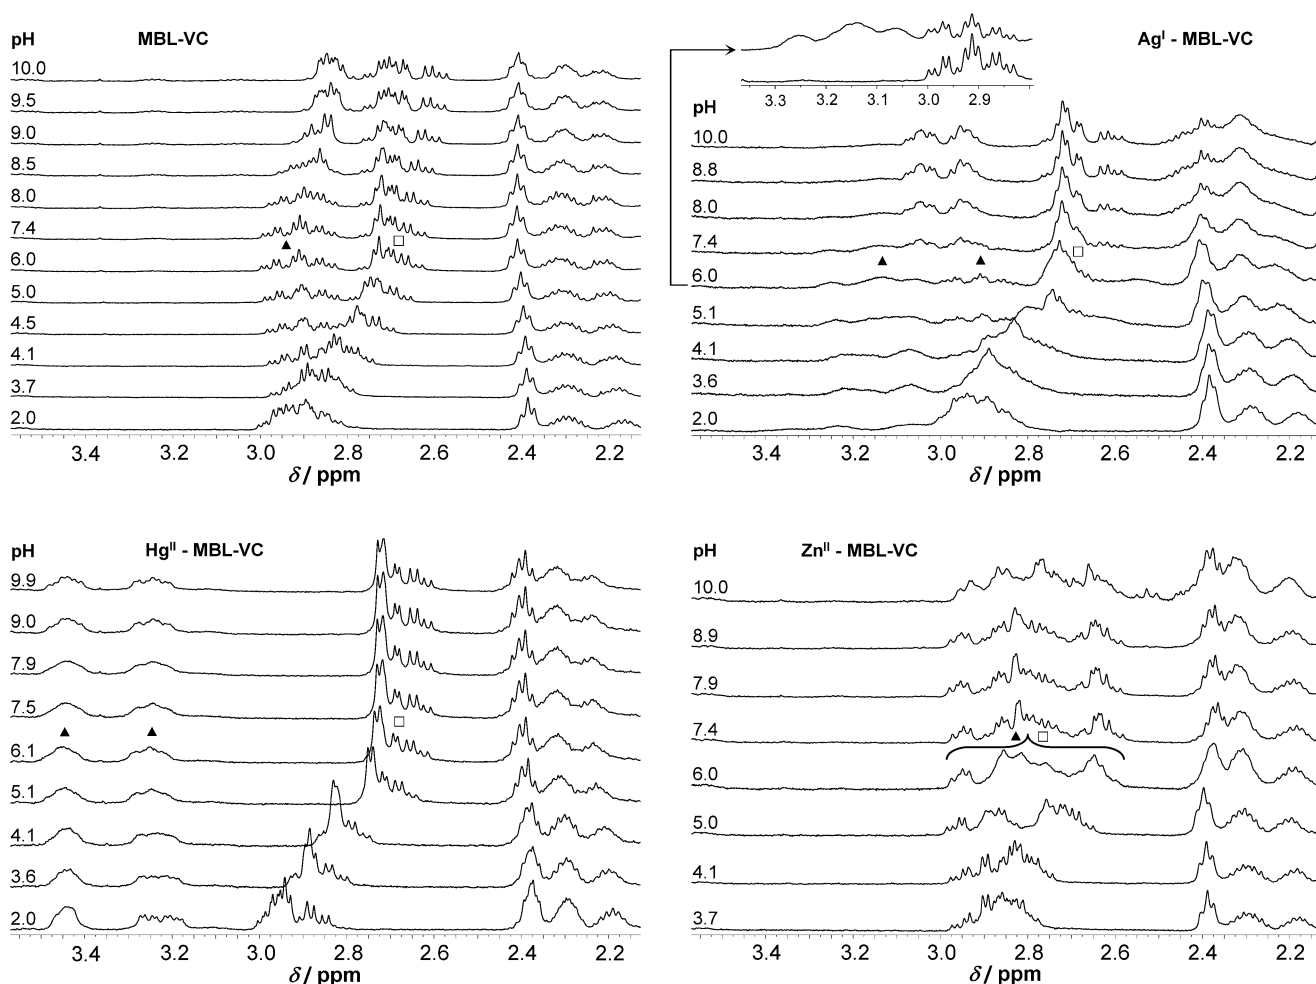 pH MBL-VC
10.0
9.5
9.0
8.5
8.0
7.4
6.0
5.0
4.5
4.1
3.7
2.0
3.4 3.2 3.0 2.8 2.6 2.4 2.2
δ / ppm
Agᴵ - MBL-VC
3.3 3.2 3.1 3.0 2.9
pH
10.0
8.8
8.0
7.4
6.0
5.1
4.1
3.6
2.0
3.4 3.2 3.0 2.8 2.6 2.4 2.2
δ / ppm
pH Hgᴵᴵ - MBL-VC
9.9
9.0
7.9
7.5
6.1
5.1
4.1
3.6
2.0
3.4 3.2 3.0 2.8 2.6 2.4 2.2
δ / ppm
pH Znᴵᴵ - MBL-VC
10.0
8.9
7.9
7.4
6.0
5.0
4.1
3.7
3.4 3.2 3.0 2.8 2.6 2.4 2.2
δ / ppm